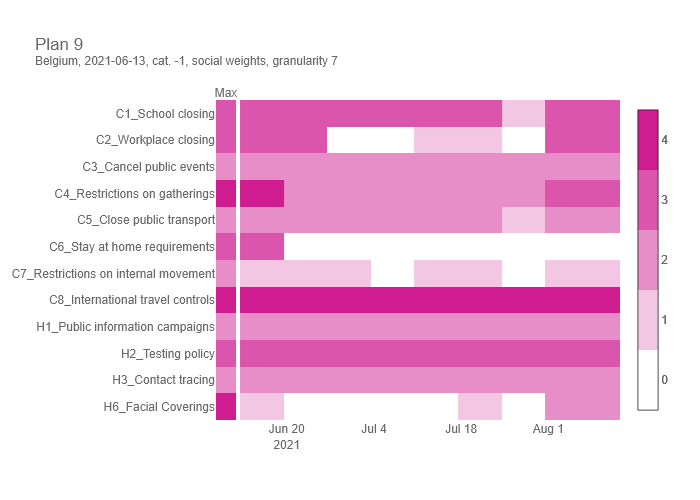 Plan 9
Belgium, 2021-06-13, cat. -1, social weights, granularity 7
Max
C1_School closing
C2_Workplace closing
C3_Cancel public events
C4_Restrictions on gatherings
C5_Close public transport
C6_Stay at home requirements
C7_Restrictions on internal movement
C8_International travel controls
H1_Public information campaigns
H2_Testing policy
H3_Contact tracing
H6_Facial Coverings
Jun 20 Jul 4 Jul 18 Aug 1
2021
4
3
2
1
0